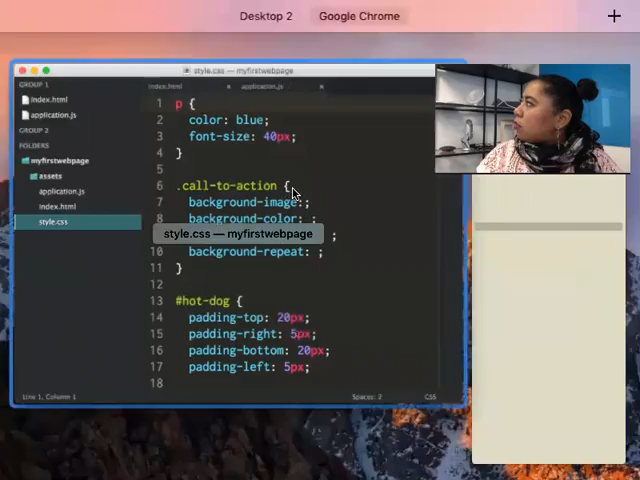 Desktop 2 Google Chrome
style.css — myfirstwebpage
GROUP 1
index.html
application.js
GROUP 2
FOLDERS
myfirstwebpage
assets
application.js
index.html
style.css
index.html application.js
1 p {
2 color: blue;
3 font-size: 40px;
4 }
5
6 .call-to-action {
7 background-image:;
8 background-color: ;
style.css — myfirstwebpage
;
10 background-repeat: ;
11 }
12
13 #hot-dog {
14 padding-top: 20px;
15 padding-right: 5px;
16 padding-bottom: 20px;
17 padding-left: 5px;
18
Line 1, Column 1 Spaces: 2 CSS